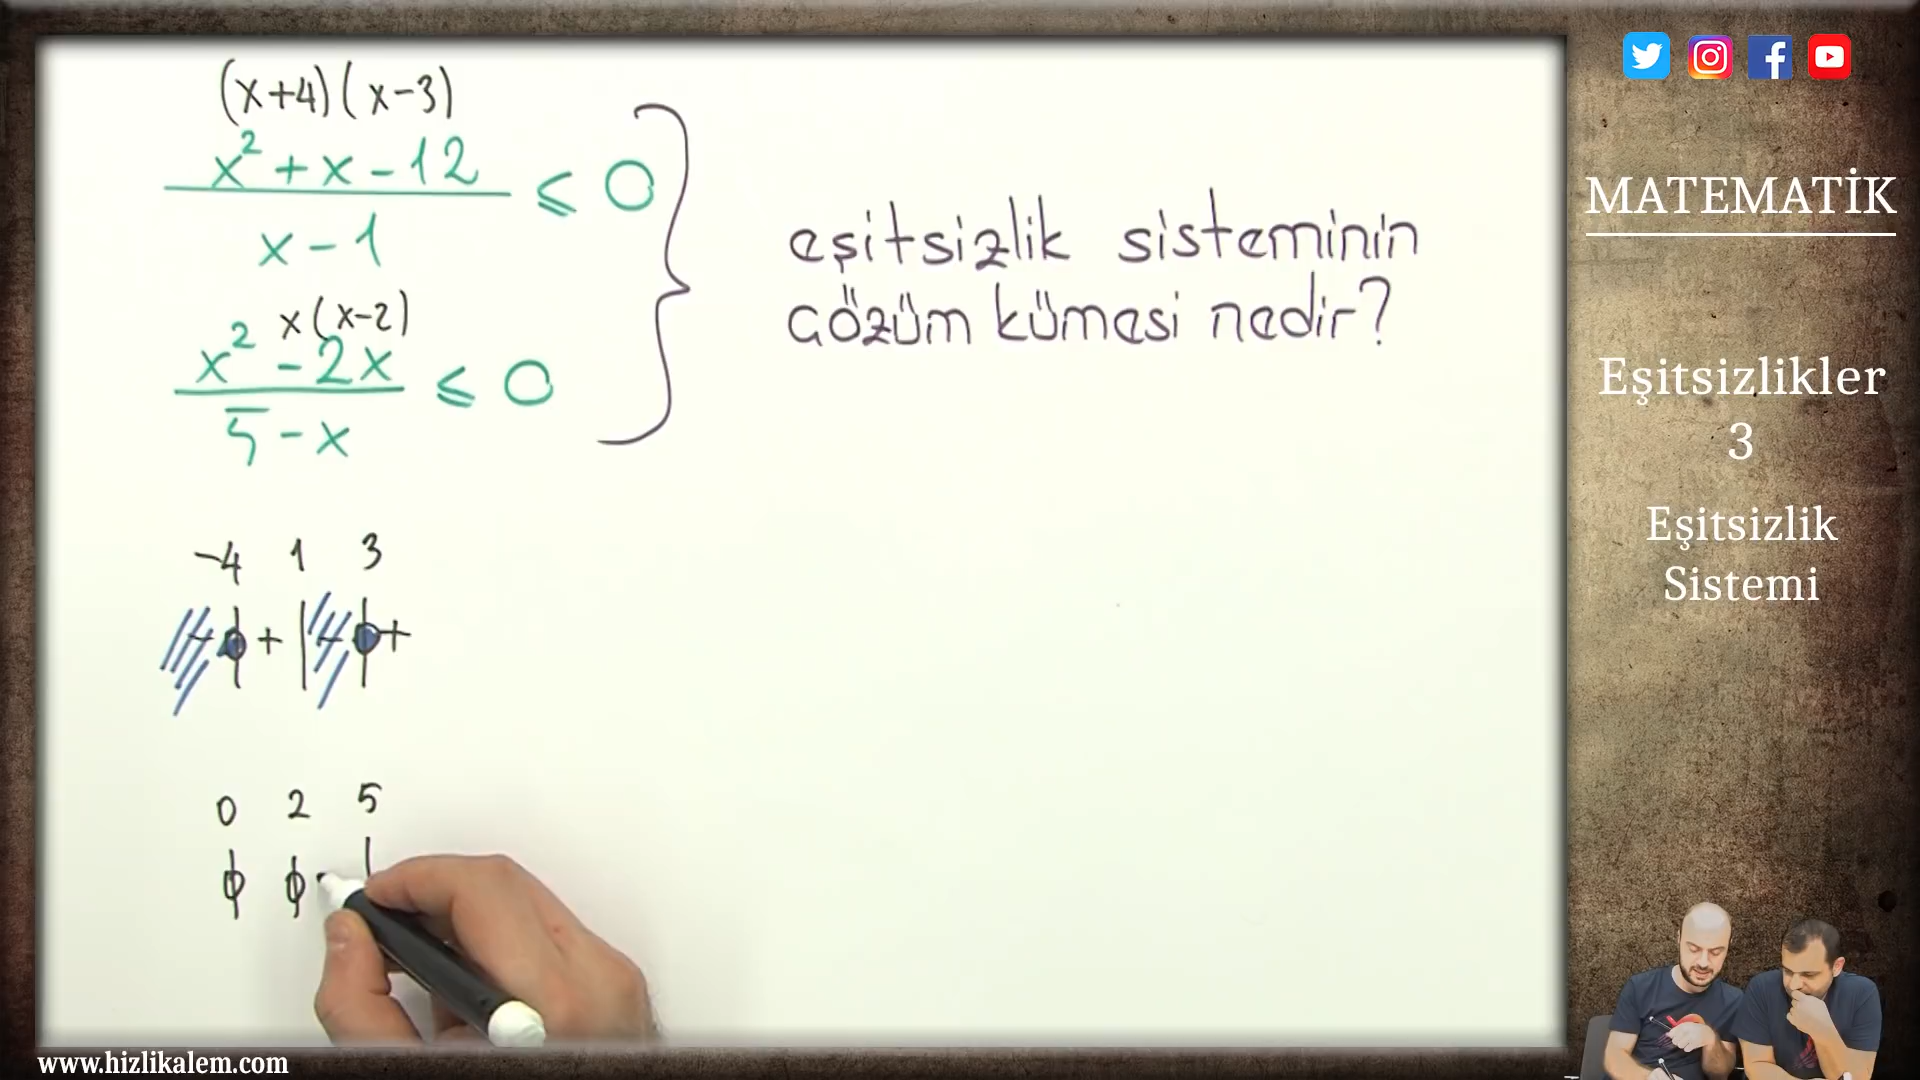 (x+4)(x-3)
x² + x - 12
≤ 0
x - 1
x(x-2)
x² - 2x
≤ 0
5 - x
eşitsizlik sisteminin
çözüm kümesi nedir?
-4 1 3
- + - +
0 2 5
MATEMATİK
Eşitsizlikler
3
Eşitsizlik
Sistemi
www.hizlikalem.com